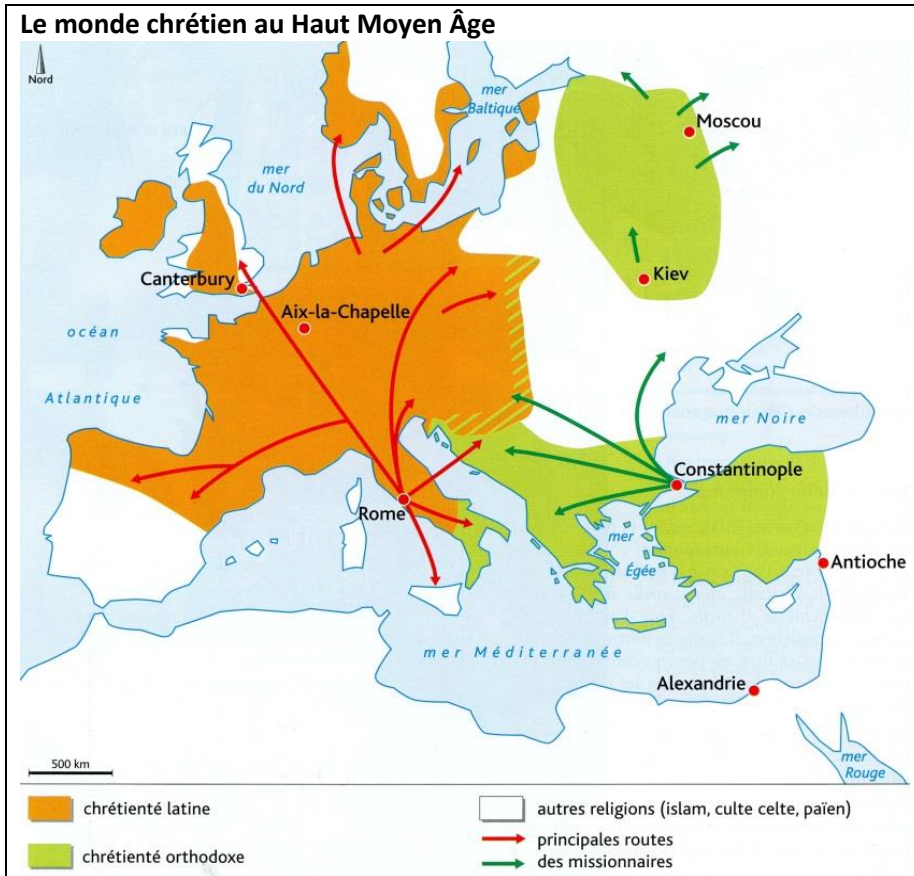 Le monde chrétien au Haut Moyen Âge
Nord
mer
Baltique
Moscou
mer
du Nord
Canterbury
Kiev
Aix-la-Chapelle
océan
Atlantique
mer Noire
Constantinople
Rome
mer
Égée
Antioche
mer Méditerranée
Alexandrie
500 km
mer
Rouge
chrétienté latine
chrétienté orthodoxe
autres religions (islam, culte celte, païen)
principales routes
des missionnaires